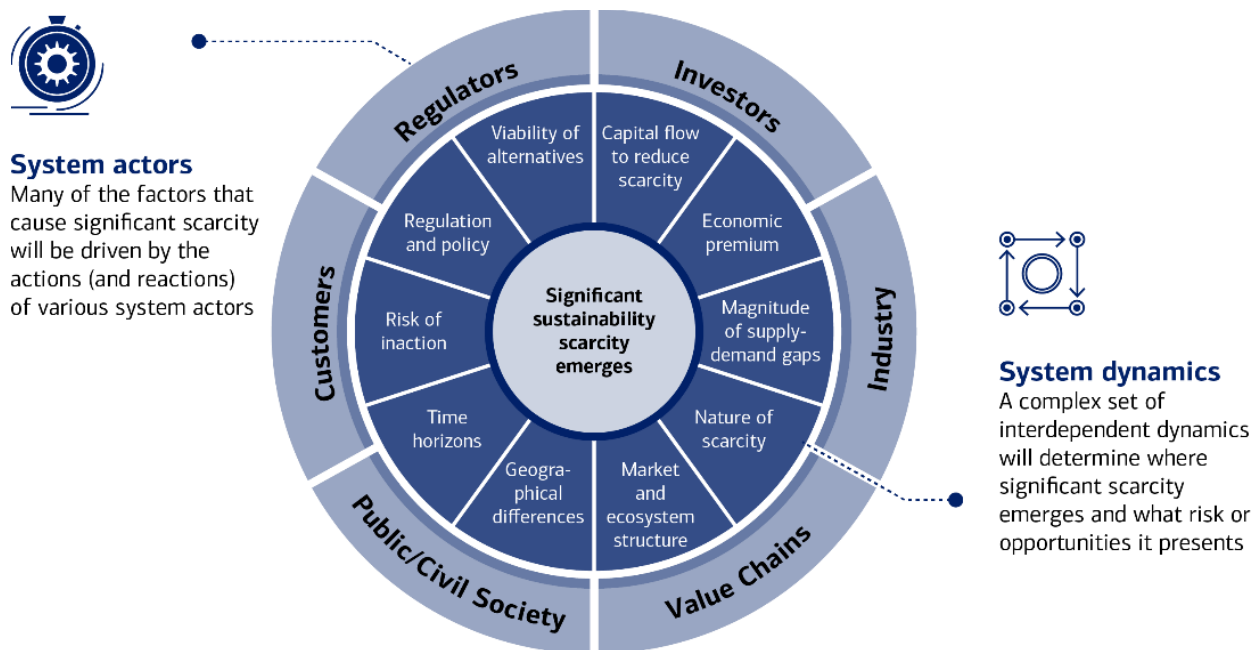 System actors
Many of the factors that
cause significant scarcity
will be driven by the
actions (and reactions)
of various system actors
Regulators
Investors
Industry
Value Chains
Public/Civil Society
Customers
Viability of
alternatives
Capital flow
to reduce
scarcity
Economic
premium
Magnitude
of supply-
demand gaps
Nature of
scarcity
Market
and
ecosystem
structure
Geogra-
phical
differences
Time
horizons
Risk of
inaction
Regulation
and policy
Significant
sustainability
scarcity
emerges
System dynamics
A complex set of
interdependent dynamics
will determine where
significant scarcity
emerges and what risk or
opportunities it presents